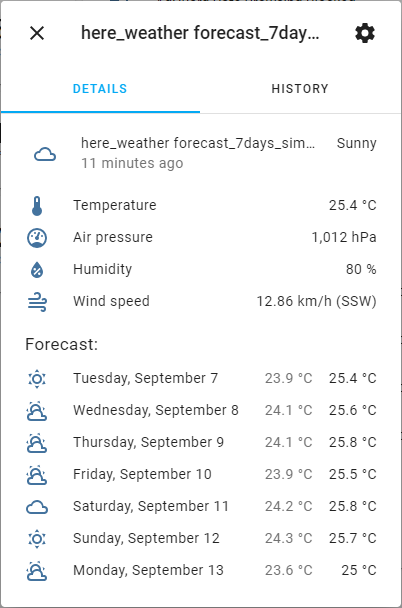 here_weather forecast_7day…
DETAILS HISTORY
here_weather forecast_7days_sim… Sunny
11 minutes ago
Temperature 25.4 °C
Air pressure 1,012 hPa
Humidity 80 %
Wind speed 12.86 km/h (SSW)
Forecast:
Tuesday, September 7 23.9 °C 25.4 °C
Wednesday, September 8 24.1 °C 25.6 °C
Thursday, September 9 24.1 °C 25.8 °C
Friday, September 10 23.9 °C 25.5 °C
Saturday, September 11 24.2 °C 25.8 °C
Sunday, September 12 24.3 °C 25.7 °C
Monday, September 13 23.6 °C 25 °C